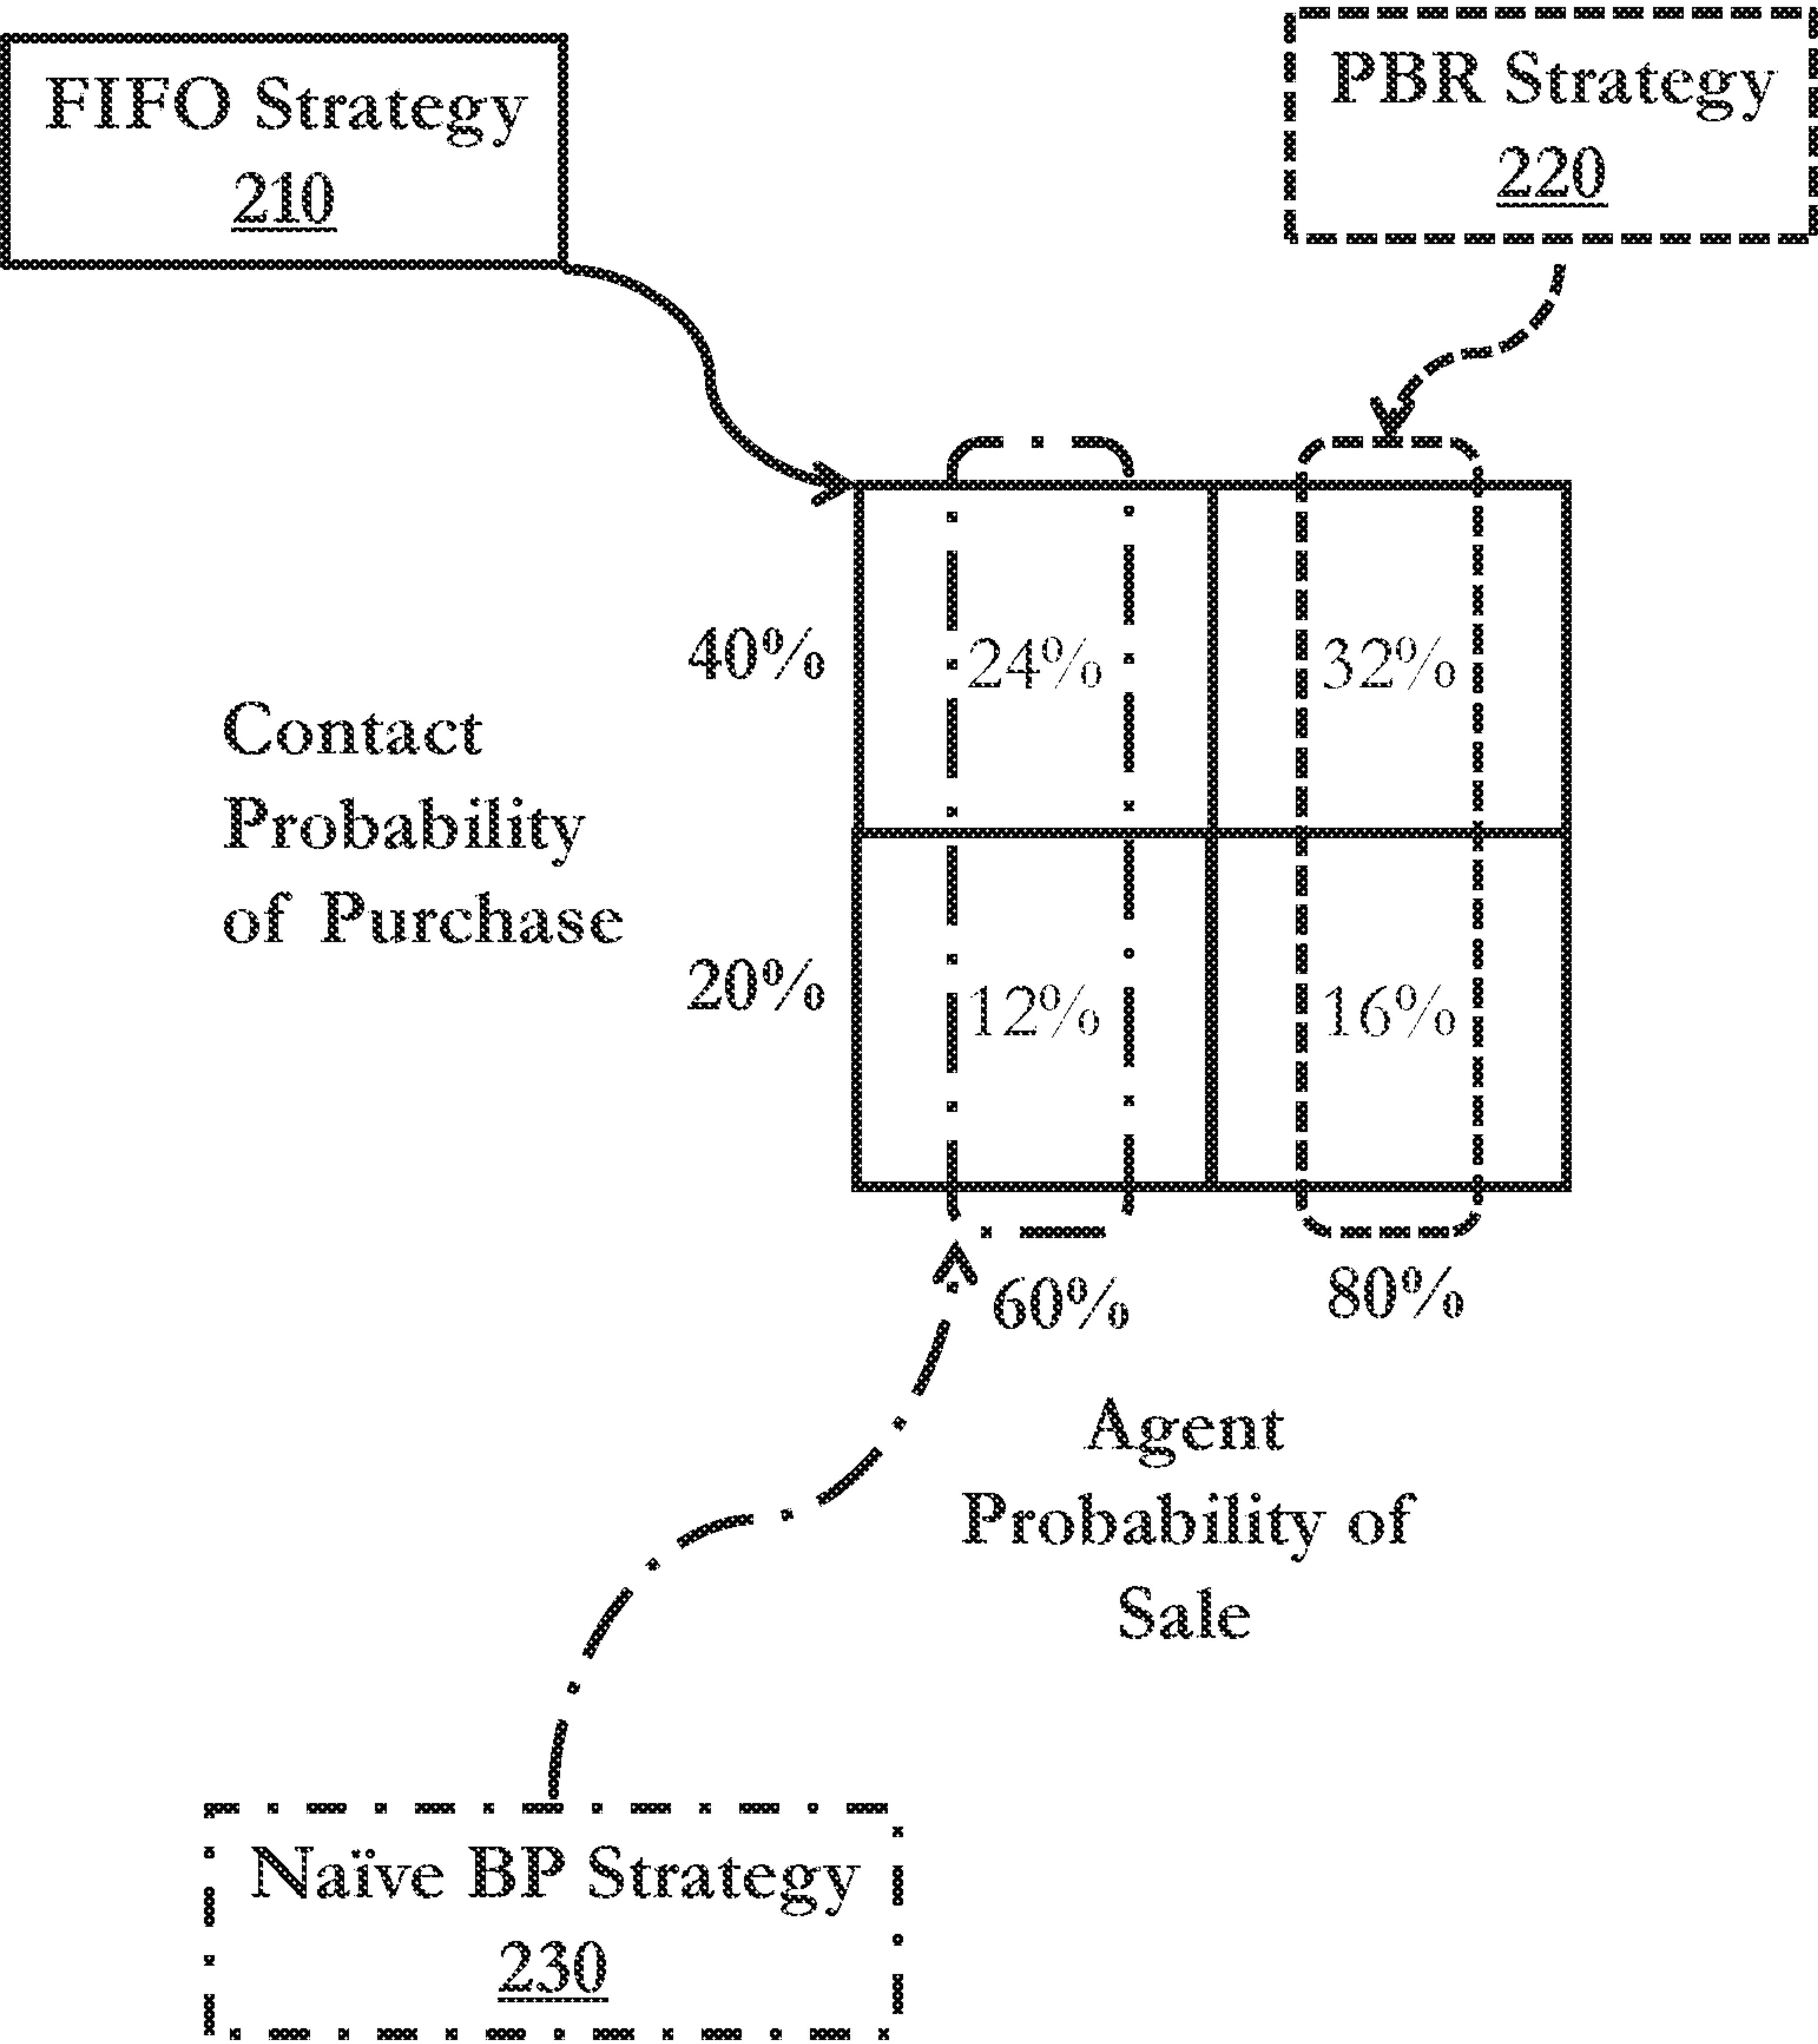 FIFO Strategy
210
PBR Strategy
220
40%
24%
32%
Contact
Probability
of Purchase
20%
12%
16%
60%
80%
Agent
Probability of
Sale
Naïve BP Strategy
230